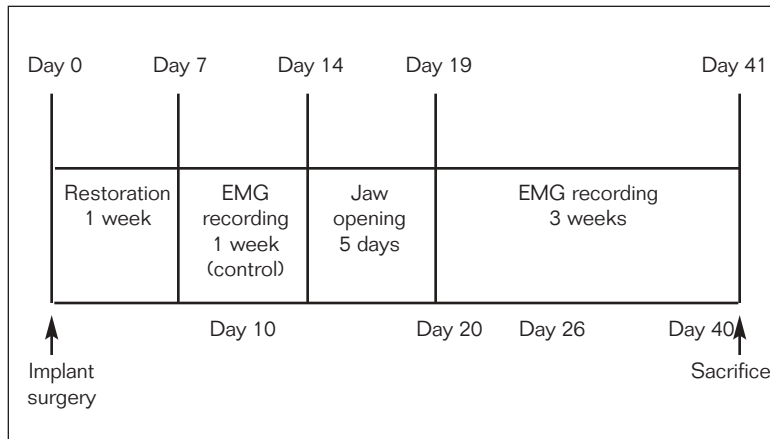 Day 0 Day 7 Day 14 Day 19 Day 41
Restoration
1 week
EMG
recording
1 week
(control)
Jaw
opening
5 days
EMG recording
3 weeks
Day 10 Day 20 Day 26 Day 40
Implant
surgery
Sacrifice